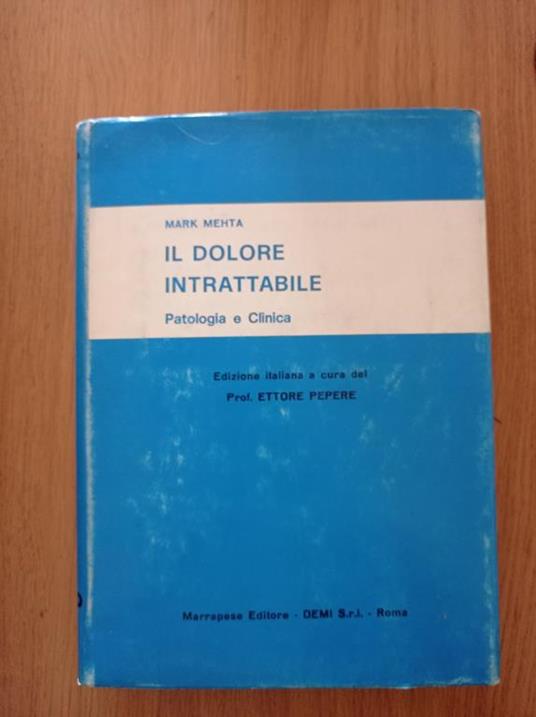 MARK MEHTA
IL DOLORE
INTRATTABILE
Patologia e Clinica
Edizione italiana a cura del
Prof. ETTORE PEPERE
Marrapese Editore - DEMI S.r.l. - Roma